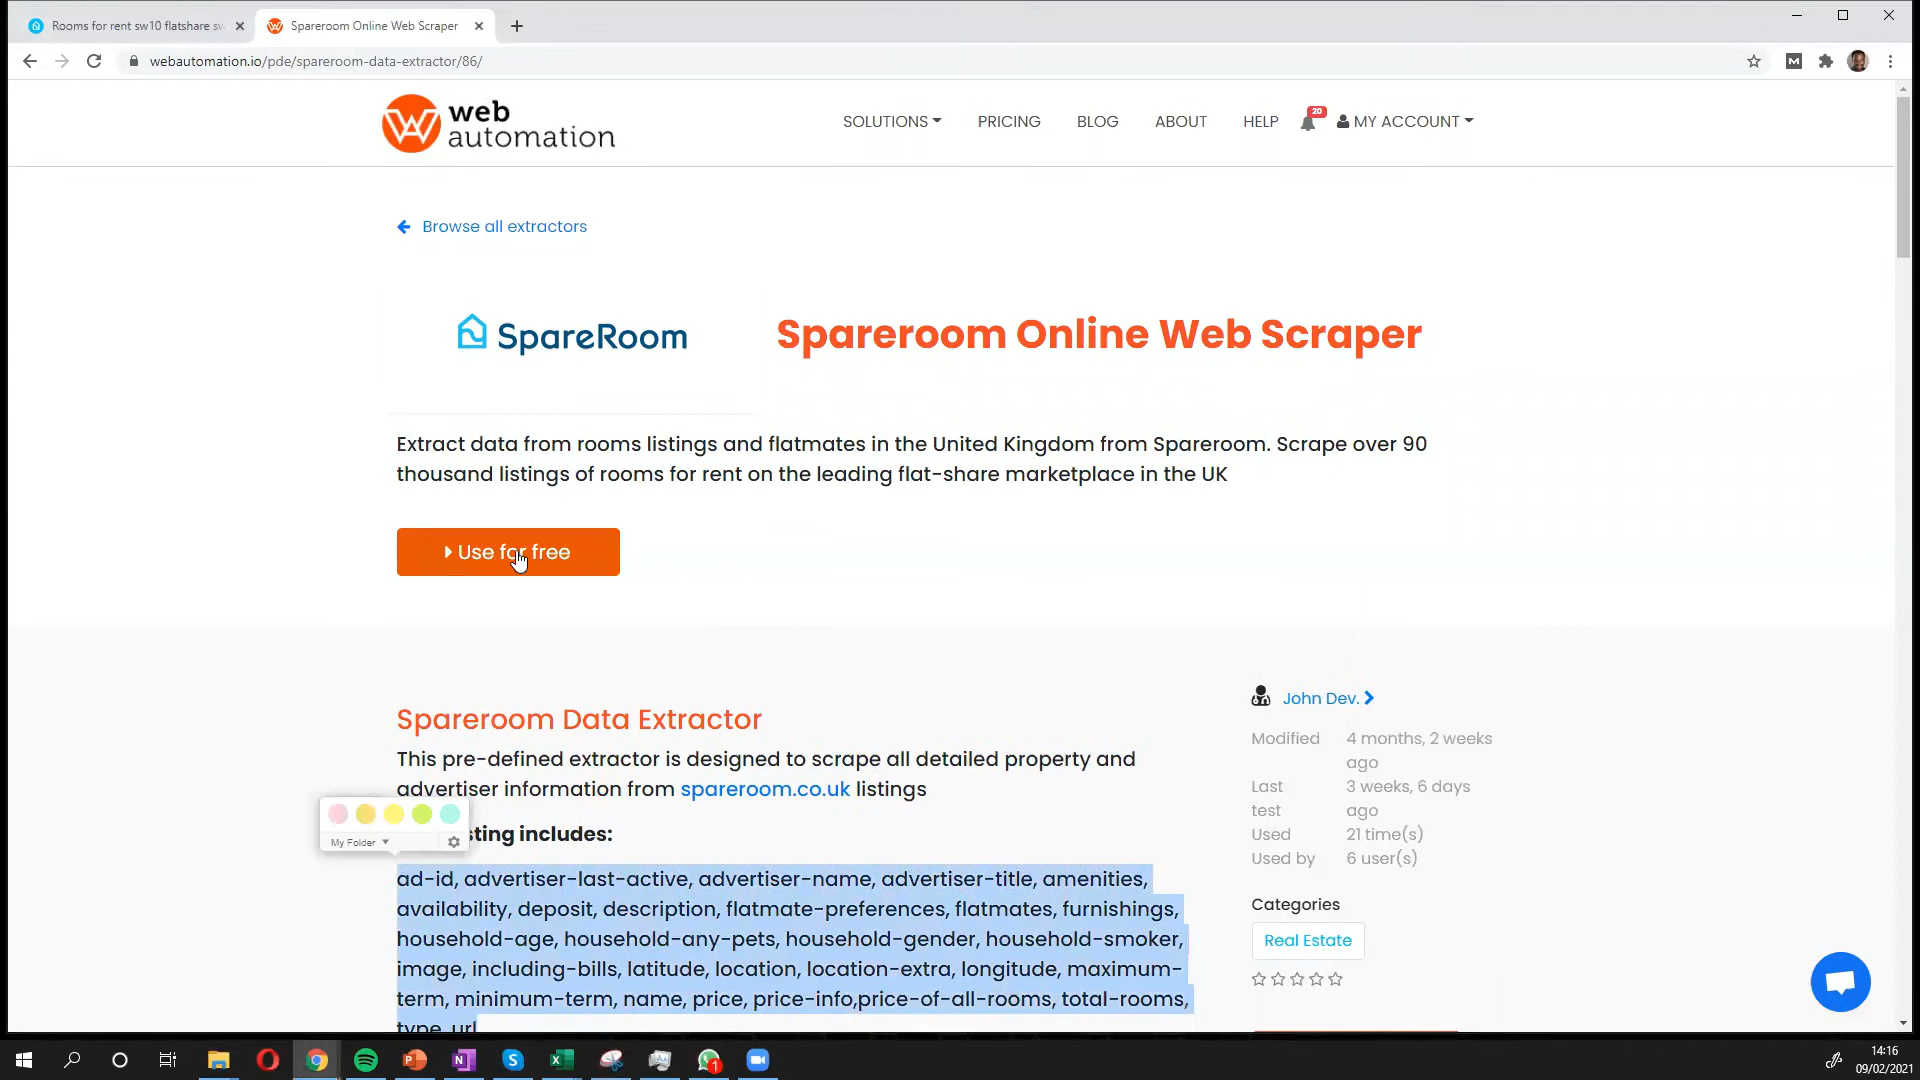 Rooms for rent sw10 flatshare sw
Spareroom Online Web Scraper
webautomation.io/pde/spareroom-data-extractor/86/
web automation
SOLUTIONS
PRICING
BLOG
ABOUT
HELP
20
MY ACCOUNT
Browse all extractors
SpareRoom
Spareroom Online Web Scraper
Extract data from rooms listings and flatmates in the United Kingdom from Spareroom. Scrape over 90
thousand listings of rooms for rent on the leading flat-share marketplace in the UK
Use for free
Spareroom Data Extractor
This pre-defined extractor is designed to scrape all detailed property and
advertiser information from spareroom.co.uk listings
sting includes:
My Folder
ad-id, advertiser-last-active, advertiser-name, advertiser-title, amenities,
availability, deposit, description, flatmate-preferences, flatmates, furnishings,
household-age, household-any-pets, household-gender, household-smoker,
image, including-bills, latitude, location, location-extra, longitude, maximum-
term, minimum-term, name, price, price-info,price-of-all-rooms, total-rooms,
type, url
John Dev.
Modified 4 months, 2 weeks
ago
Last 3 weeks, 6 days
test ago
Used 21 time(s)
Used by 6 user(s)
Categories
Real Estate
14:16
09/02/2021